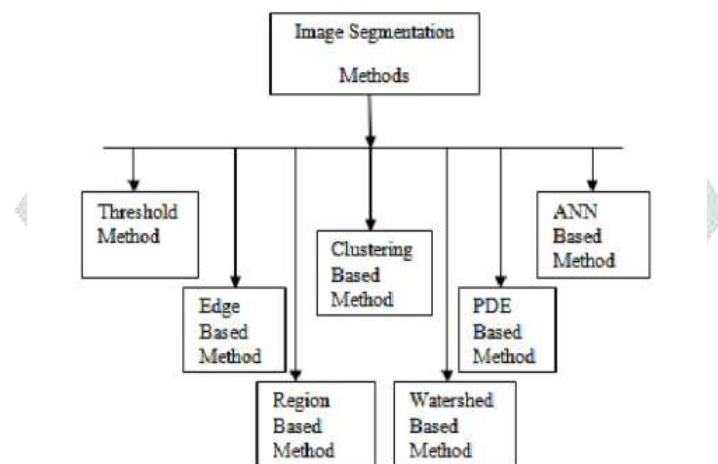 Image Segmentation
Methods
Threshold
Method
Edge
Based
Method
Region
Based
Method
Clustering
Based
Method
Watershed
Based
Method
PDE
Based
Method
ANN
Based
Method